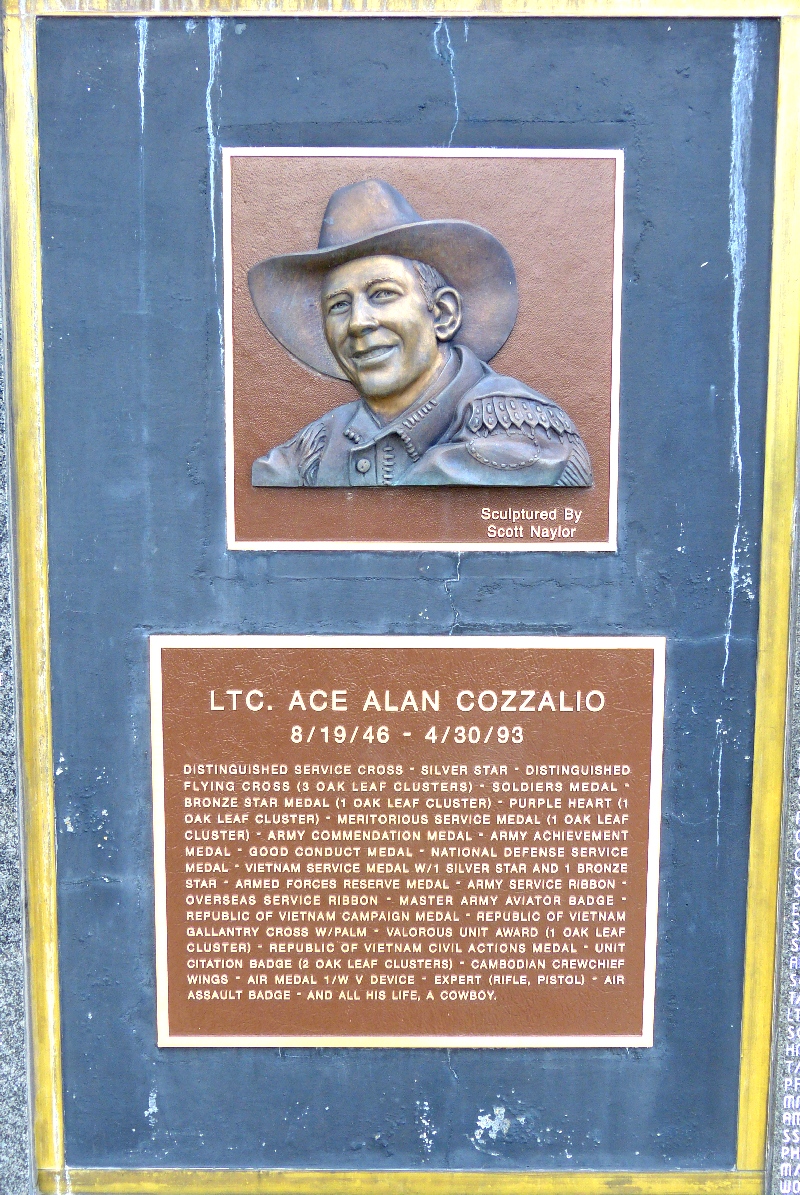 Sculptured By
Scott Naylor
LTC. ACE ALAN COZZALIO
8/19/46 - 4/30/93
DISTINGUISHED SERVICE CROSS - SILVER STAR - DISTINGUISHED
FLYING CROSS (3 OAK LEAF CLUSTERS) - SOLDIERS MEDAL -
BRONZE STAR MEDAL (1 OAK LEAF CLUSTER) - PURPLE HEART (1
OAK LEAF CLUSTER) - MERITORIOUS SERVICE MEDAL (1 OAK LEAF
CLUSTER) - ARMY COMMENDATION MEDAL - ARMY ACHIEVEMENT
MEDAL - GOOD CONDUCT MEDAL - NATIONAL DEFENSE SERVICE
MEDAL - VIETNAM SERVICE MEDAL W/1 SILVER STAR AND 1 BRONZE
STAR - ARMED FORCES RESERVE MEDAL - ARMY SERVICE RIBBON -
OVERSEAS SERVICE RIBBON - MASTER ARMY AVIATOR BADGE -
REPUBLIC OF VIETNAM CAMPAIGN MEDAL - REPUBLIC OF VIETNAM
GALLANTRY CROSS W/PALM - VALOROUS UNIT AWARD (1 OAK LEAF
CLUSTER) - REPUBLIC OF VIETNAM CIVIL ACTIONS MEDAL - UNIT
CITATION BADGE (2 OAK LEAF CLUSTERS) - CAMBODIAN CREWCHIEF
WINGS - AIR MEDAL 1/W V DEVICE - EXPERT (RIFLE, PISTOL) - AIR
ASSAULT BADGE - AND ALL HIS LIFE, A COWBOY.